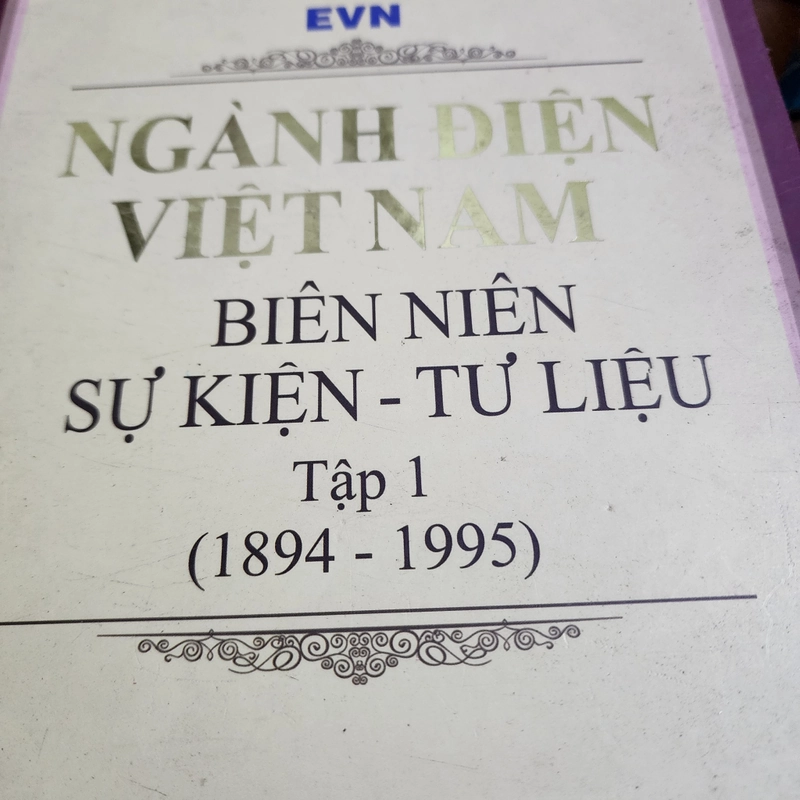 EVN
NGÀNH ĐIỆN
VIỆT NAM
BIÊN NIÊN
SỰ KIỆN - TƯ LIỆU
Tập 1
(1894 - 1995)